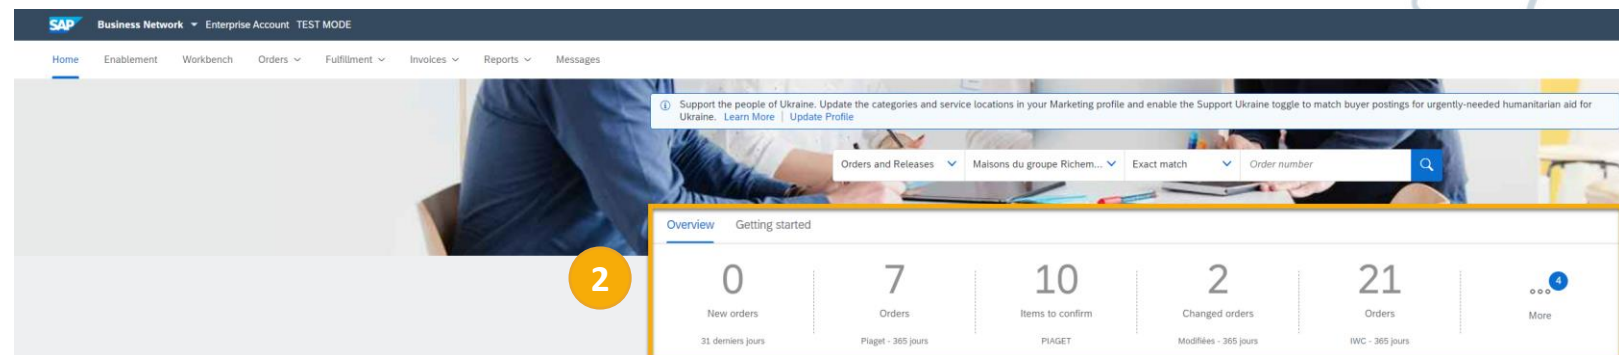 SAP Business Network Enterprise Account TEST MODE
Home Enablement Workbench Orders Fulfillment Invoices Reports Messages
Support the people of Ukraine. Update the categories and service locations in your Marketing profile and enable the Support Ukraine toggle to match buyer postings for urgently-needed humanitarian aid for
Ukraine. Learn More | Update Profile
Orders and Releases Maisons du groupe Richem... Exact match Order number
Overview Getting started
2
0 7 10 2 21 4
New orders Orders Items to confirm Changed orders Orders More
31 derniers jours Piaget - 365 jours PIAGET Modifiées - 365 jours IWC - 365 jours